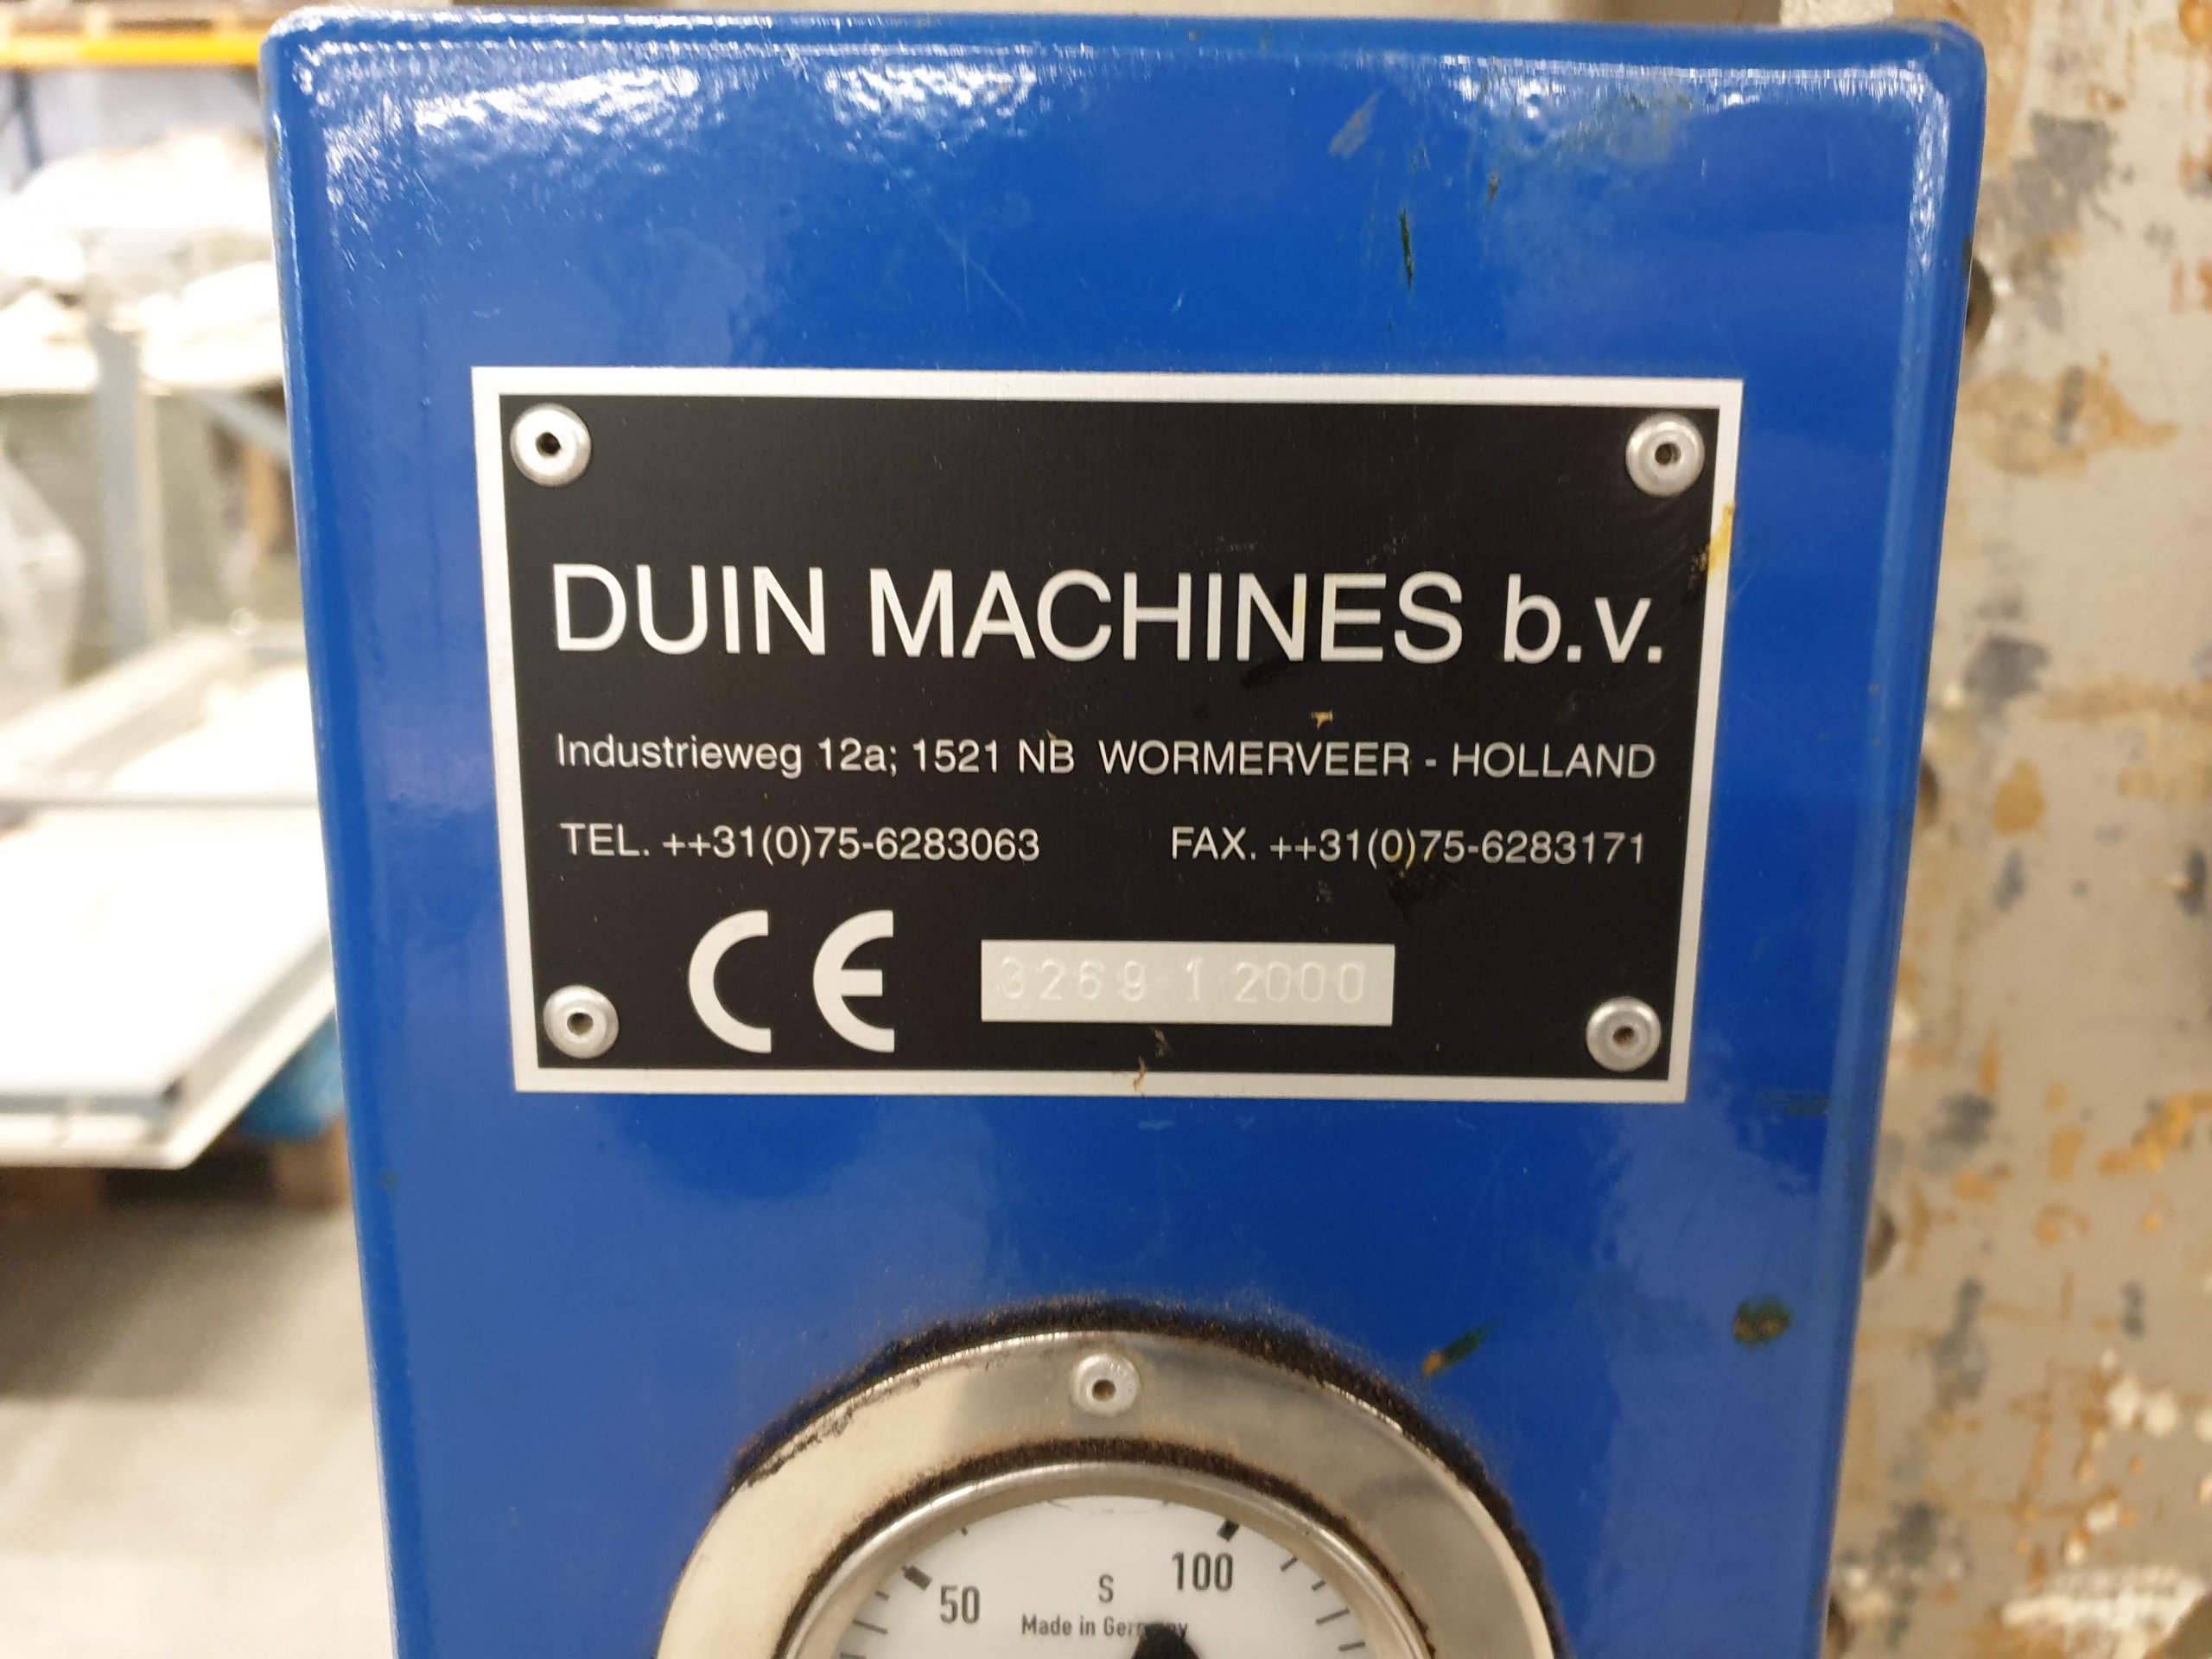 DUIN MACHINES b.v.
Industrieweg 12a; 1521 NB WORMERVEER - HOLLAND
TEL. ++31(0)75-6283063 FAX. ++31(0)75-6283171
CE 3269-1 2000
50 S 100
Made in Germany